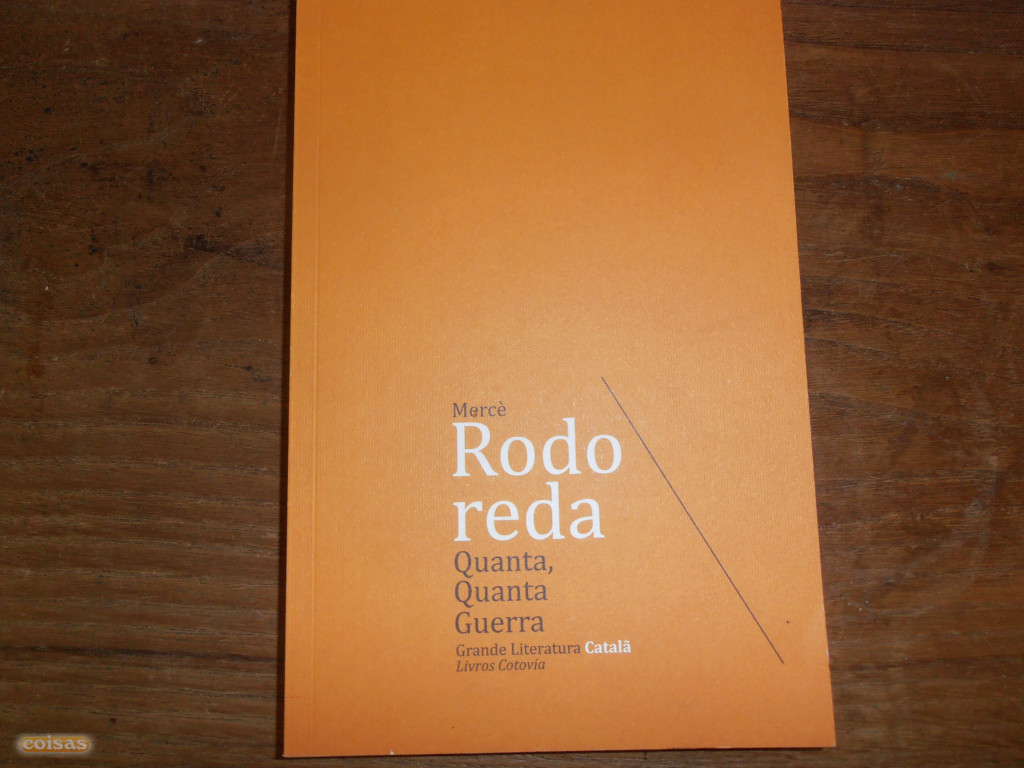 Mercè
Rodo
reda
Quanta,
Quanta
Guerra
Grande Literatura Catalã
Livros Cotovia
coisas